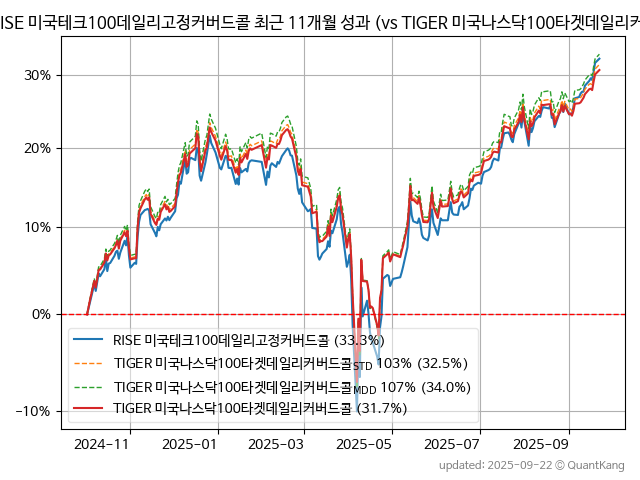 RISE 미국테크100데일리고정커버드콜 최근 11개월 성과 (vs TIGER 미국나스닥100타겟데일리커
30%
20%
10%
0%
−10%
RISE 미국테크100데일리고정커버드콜 (33.3%)
TIGER 미국나스닥100타겟데일리커버드콜STD 103% (32.5%)
TIGER 미국나스닥100타겟데일리커버드콜MDD 107% (34.0%)
TIGER 미국나스닥100타겟데일리커버드콜 (31.7%)
2024-11 2025-01 2025-03 2025-05 2025-07 2025-09
updated: 2025-09-22 © QuantKang